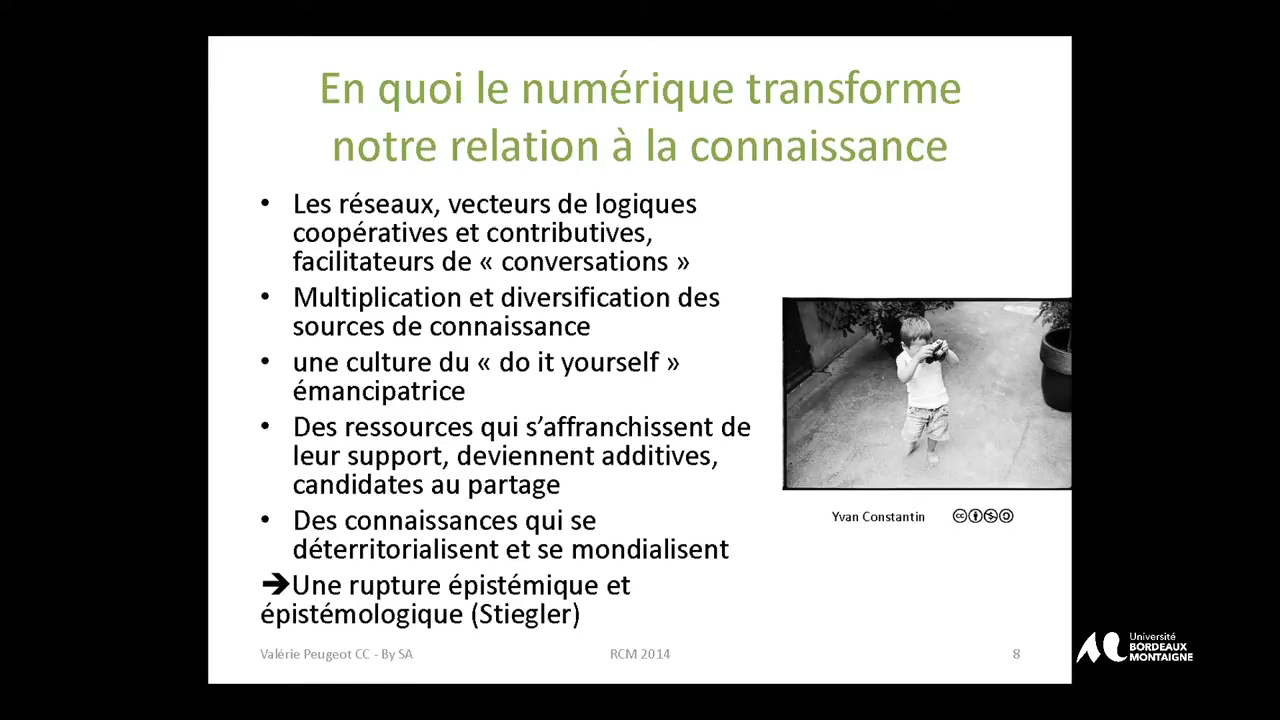 En quoi le numérique transforme
notre relation à la connaissance
• Les réseaux, vecteurs de logiques
coopératives et contributives,
facilitateurs de « conversations »
• Multiplication et diversification des
sources de connaissance
• une culture du « do it yourself »
émancipatrice
• Des ressources qui s’affranchissent de
leur support, deviennent additives,
candidates au partage
• Des connaissances qui se
déterritorialisent et se mondialisent
➔Une rupture épistémique et
épistémologique (Stiegler)
Yvan Constantin
Valérie Peugeot CC - By SA
RCM 2014
8
Université
BORDEAUX
MONTAIGNE